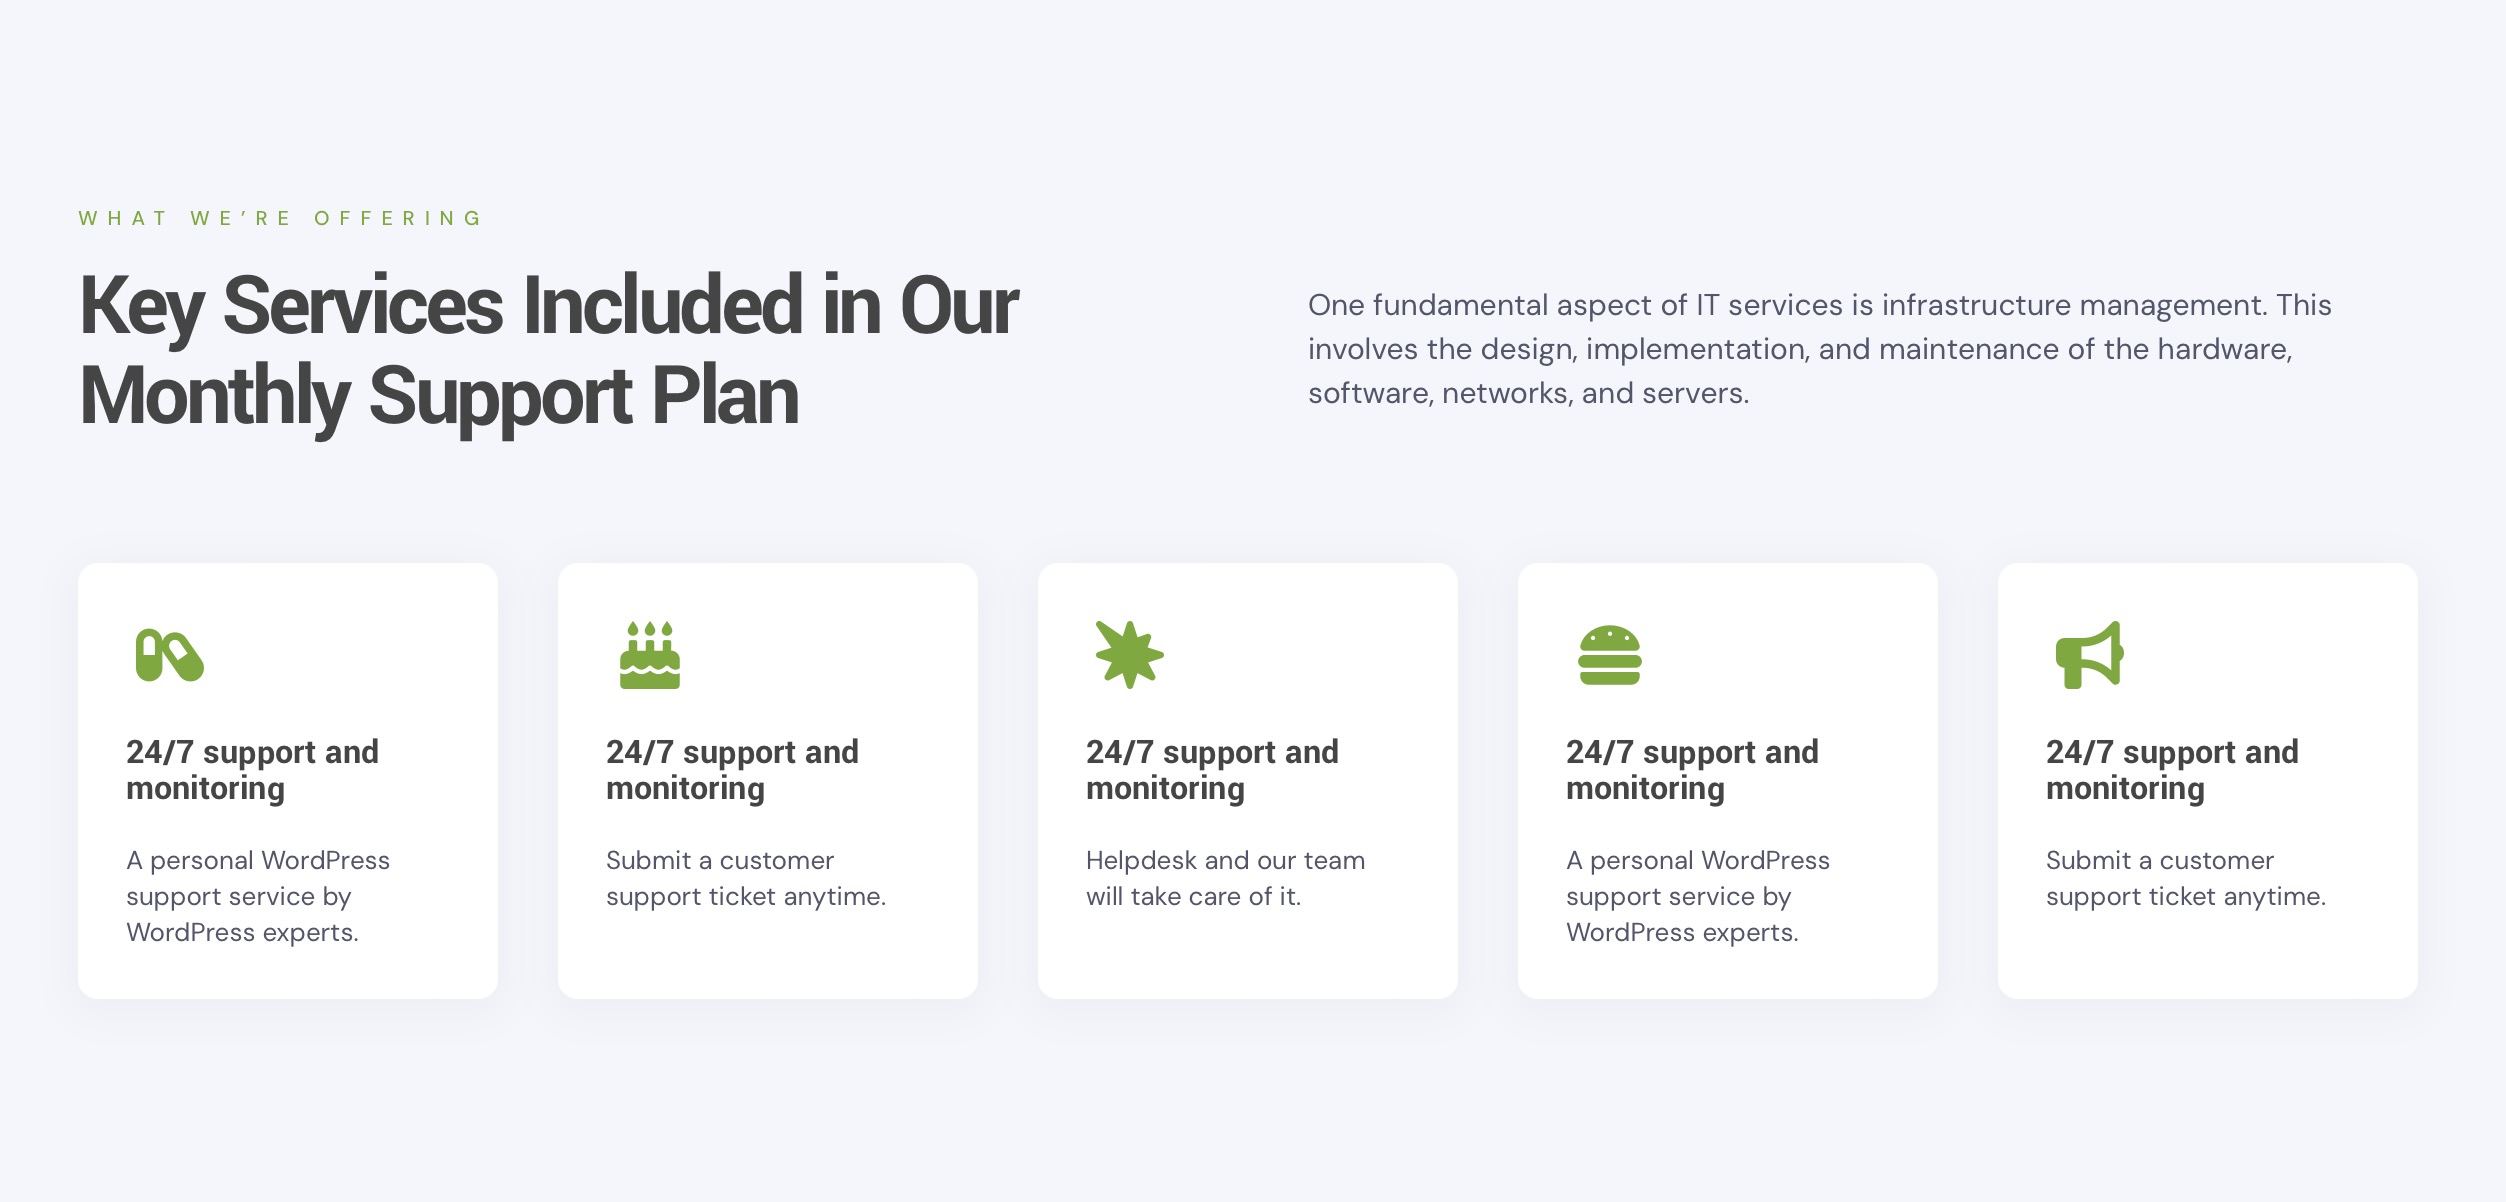 WHAT WE’RE OFFERING
Key Services Included in Our
Monthly Support Plan
One fundamental aspect of IT services is infrastructure management. This
involves the design, implementation, and maintenance of the hardware,
software, networks, and servers.
24/7 support and
monitoring
A personal WordPress
support service by
WordPress experts.
24/7 support and
monitoring
Submit a customer
support ticket anytime.
24/7 support and
monitoring
Helpdesk and our team
will take care of it.
24/7 support and
monitoring
A personal WordPress
support service by
WordPress experts.
24/7 support and
monitoring
Submit a customer
support ticket anytime.